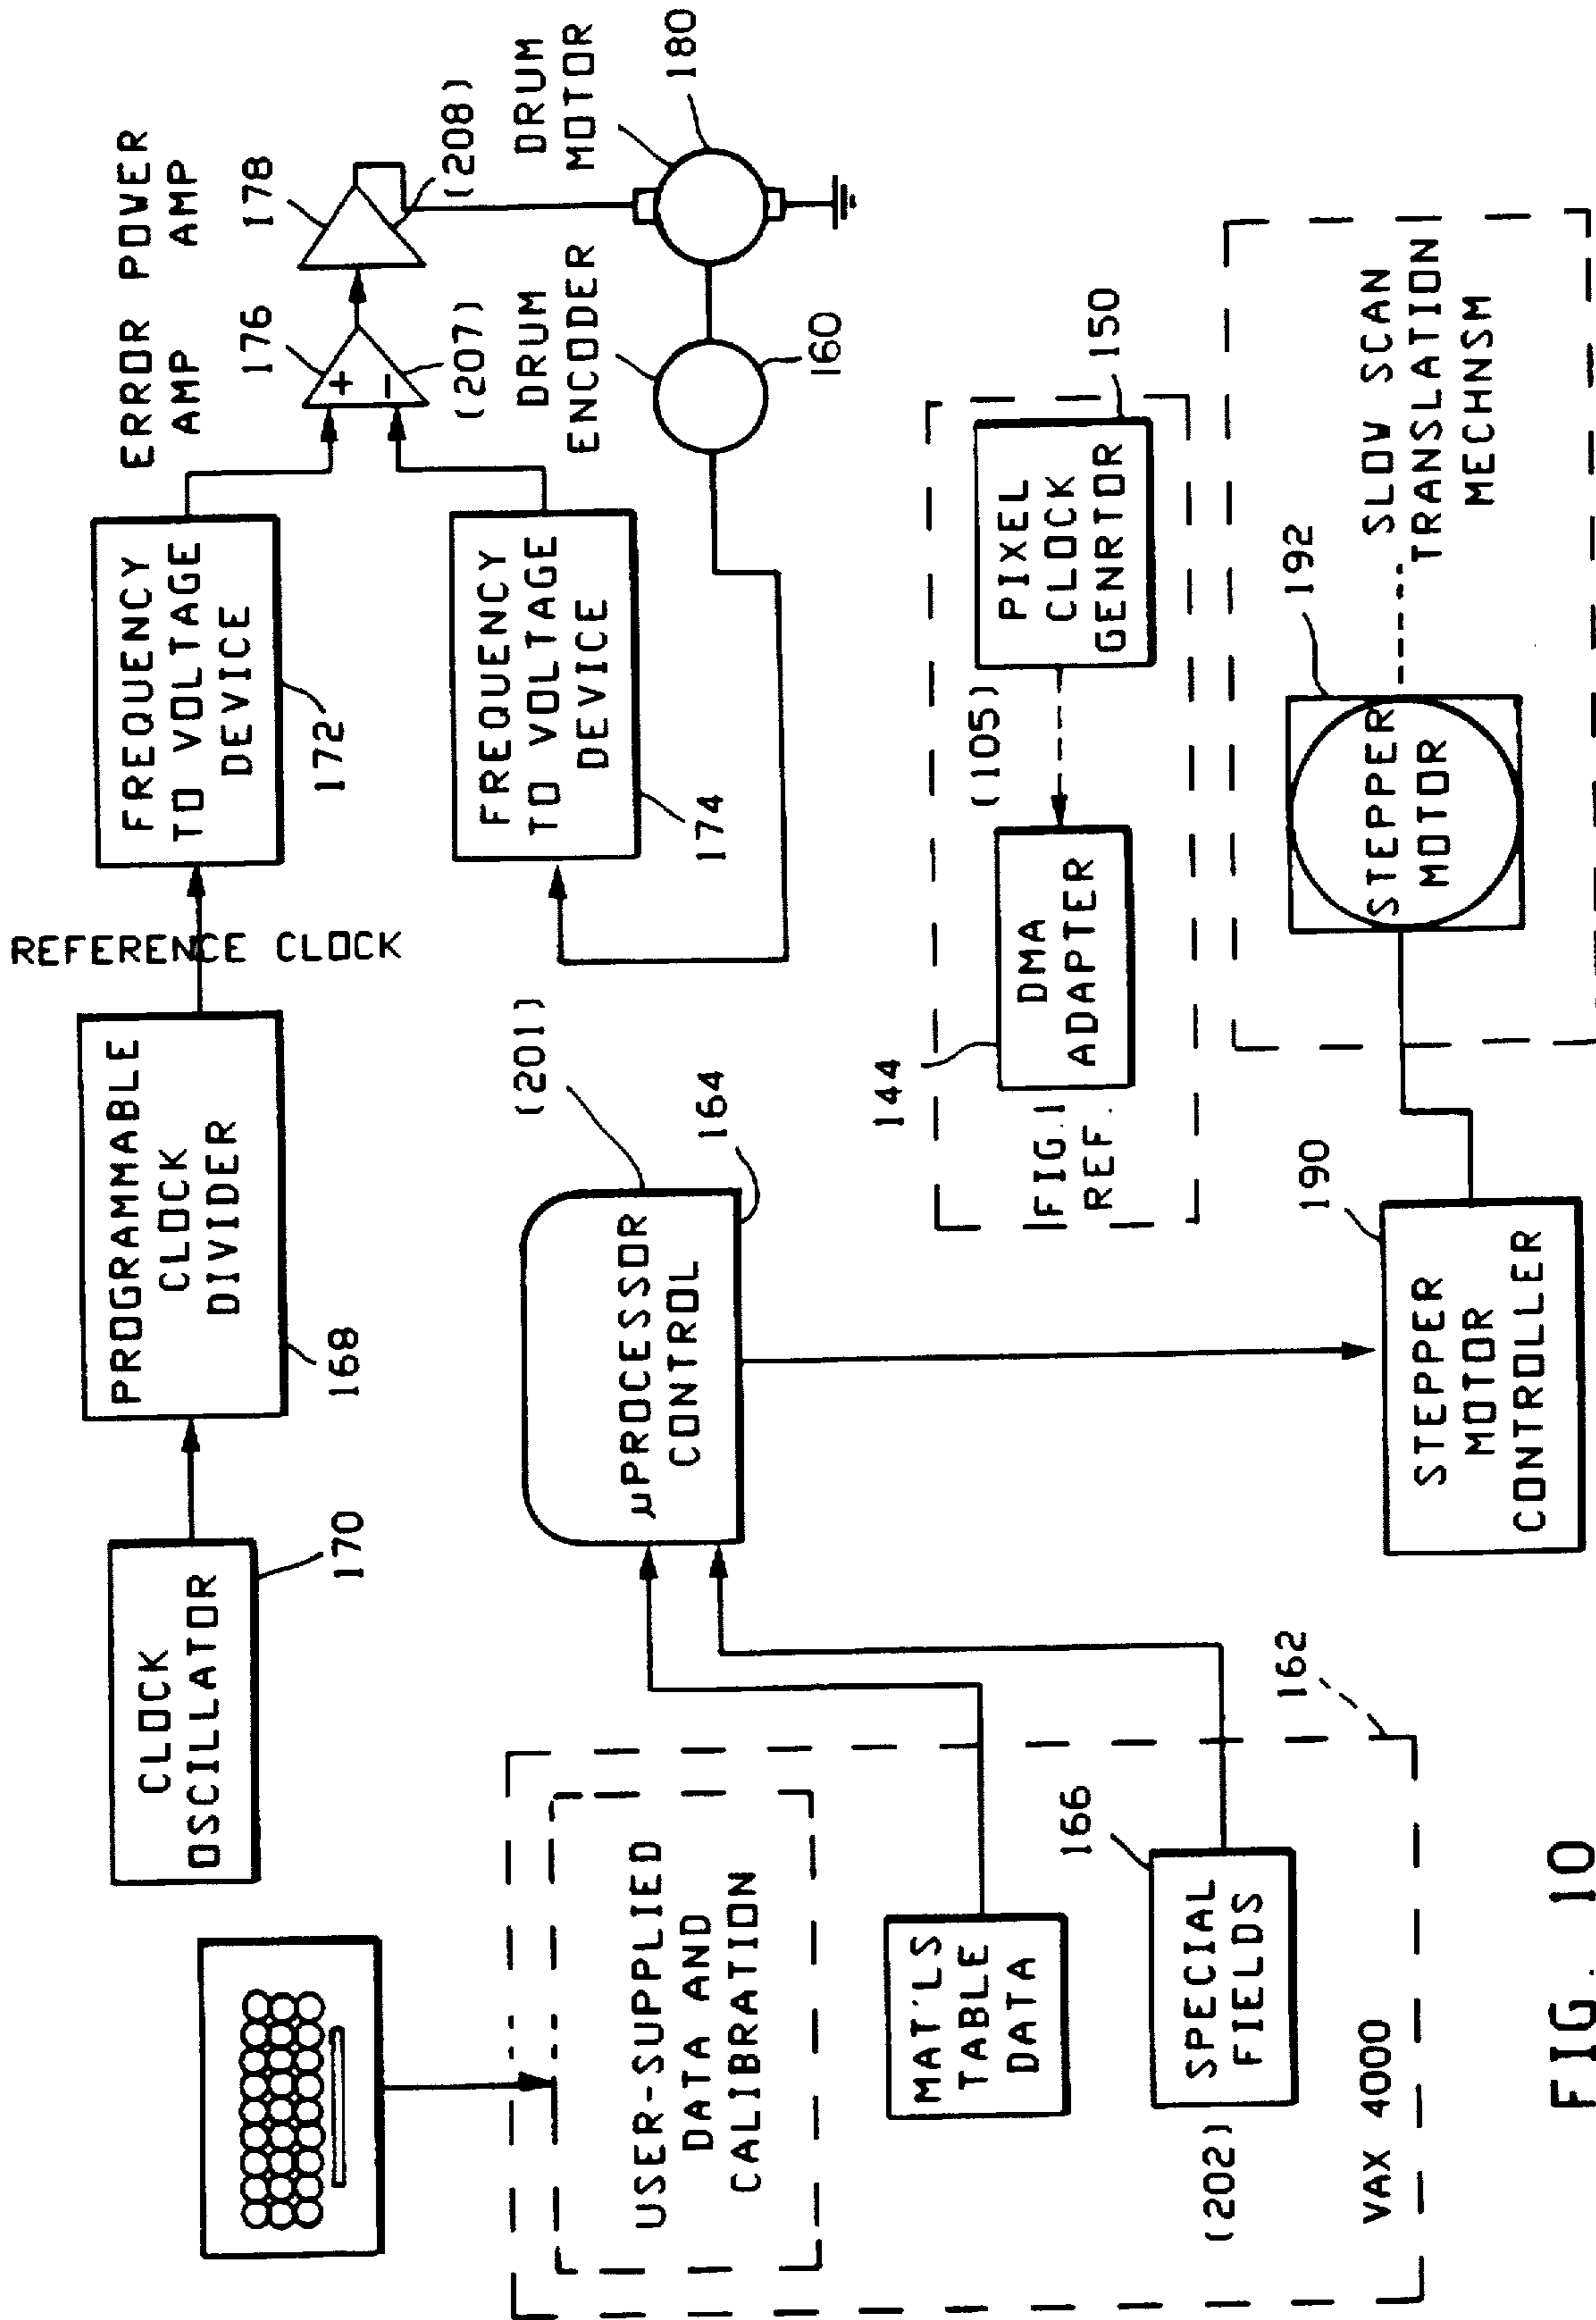 CLOCK
OSCILLATOR
170
PROGRAMMABLE
CLOCK
DIVIDER
168
REFERENCE CLOCK
FREQUENCY
TO VOLTAGE
DEVICE
172
FREQUENCY
TO VOLTAGE
DEVICE
174
ERROR POWER
AMP AMP
176
178
+
−
(207)
(208)
DRUM
ENCODER
160
DRUM
MOTOR
180
USER-SUPPLIED
DATA AND
CALIBRATION
MAT'LS
TABLE
DATA
166
SPECIAL
FIELDS
(202)
VAX 4000
162
(201)
µPROCESSOR
CONTROL
164
144
DMA
ADAPTER
(105)
PIXEL
CLOCK
GENRTOR
150
FIG.1
REF.
190
STEPPER
MOTOR
CONTROLLER
192
STEPPER
MOTOR
SLOW SCAN
TRANSLATION
MECHNSM
FIG. 10